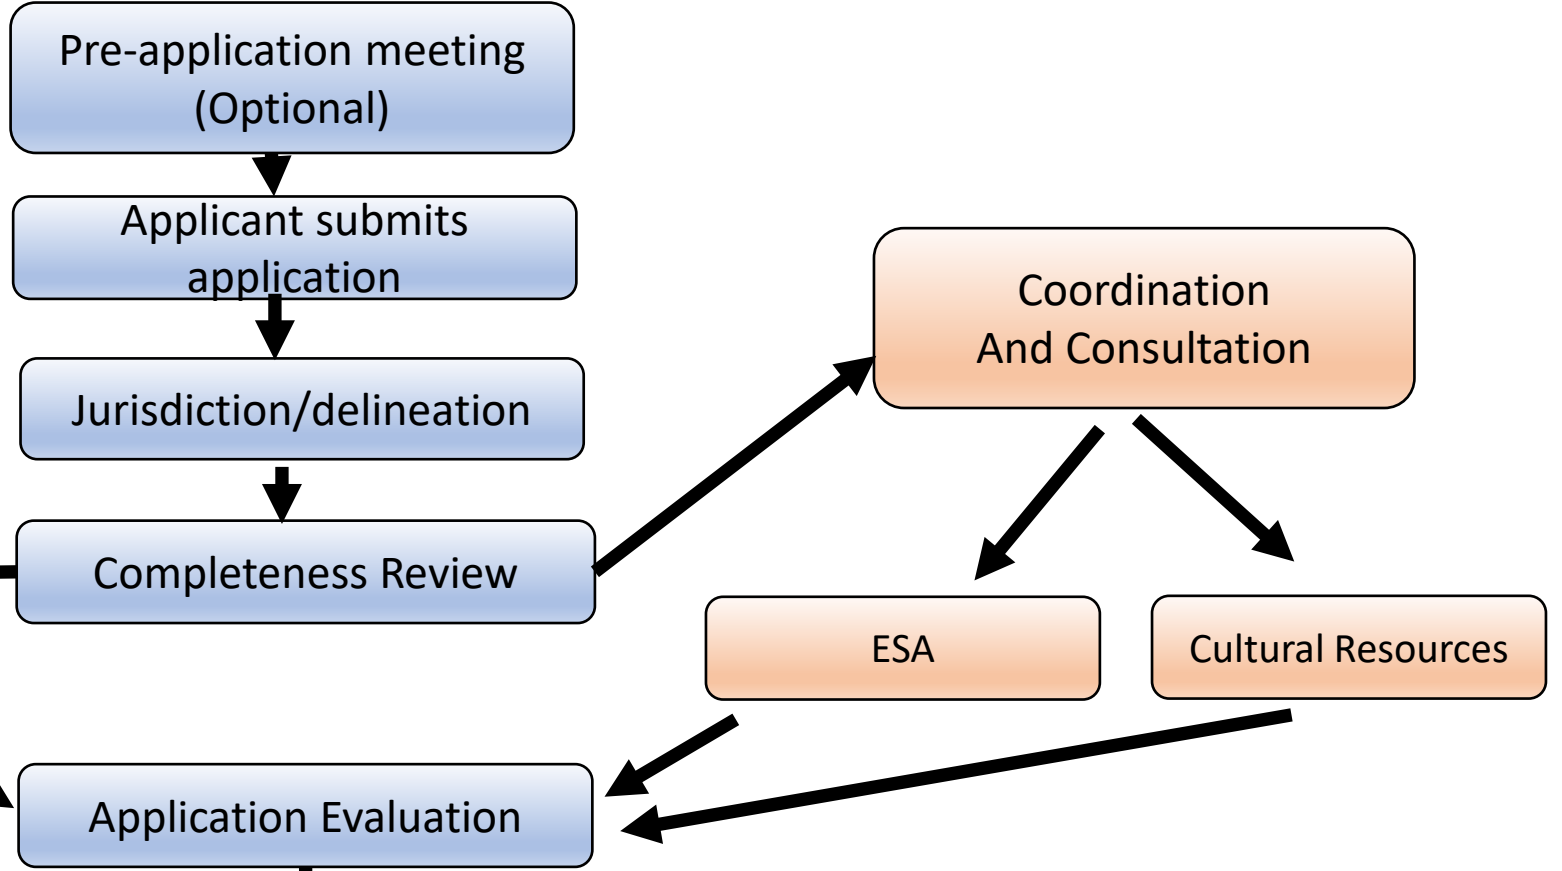 Pre-application meeting
(Optional)
Applicant submits
application
Jurisdiction/delineation
Completeness Review
Coordination
And Consultation
ESA
Cultural Resources
Application Evaluation